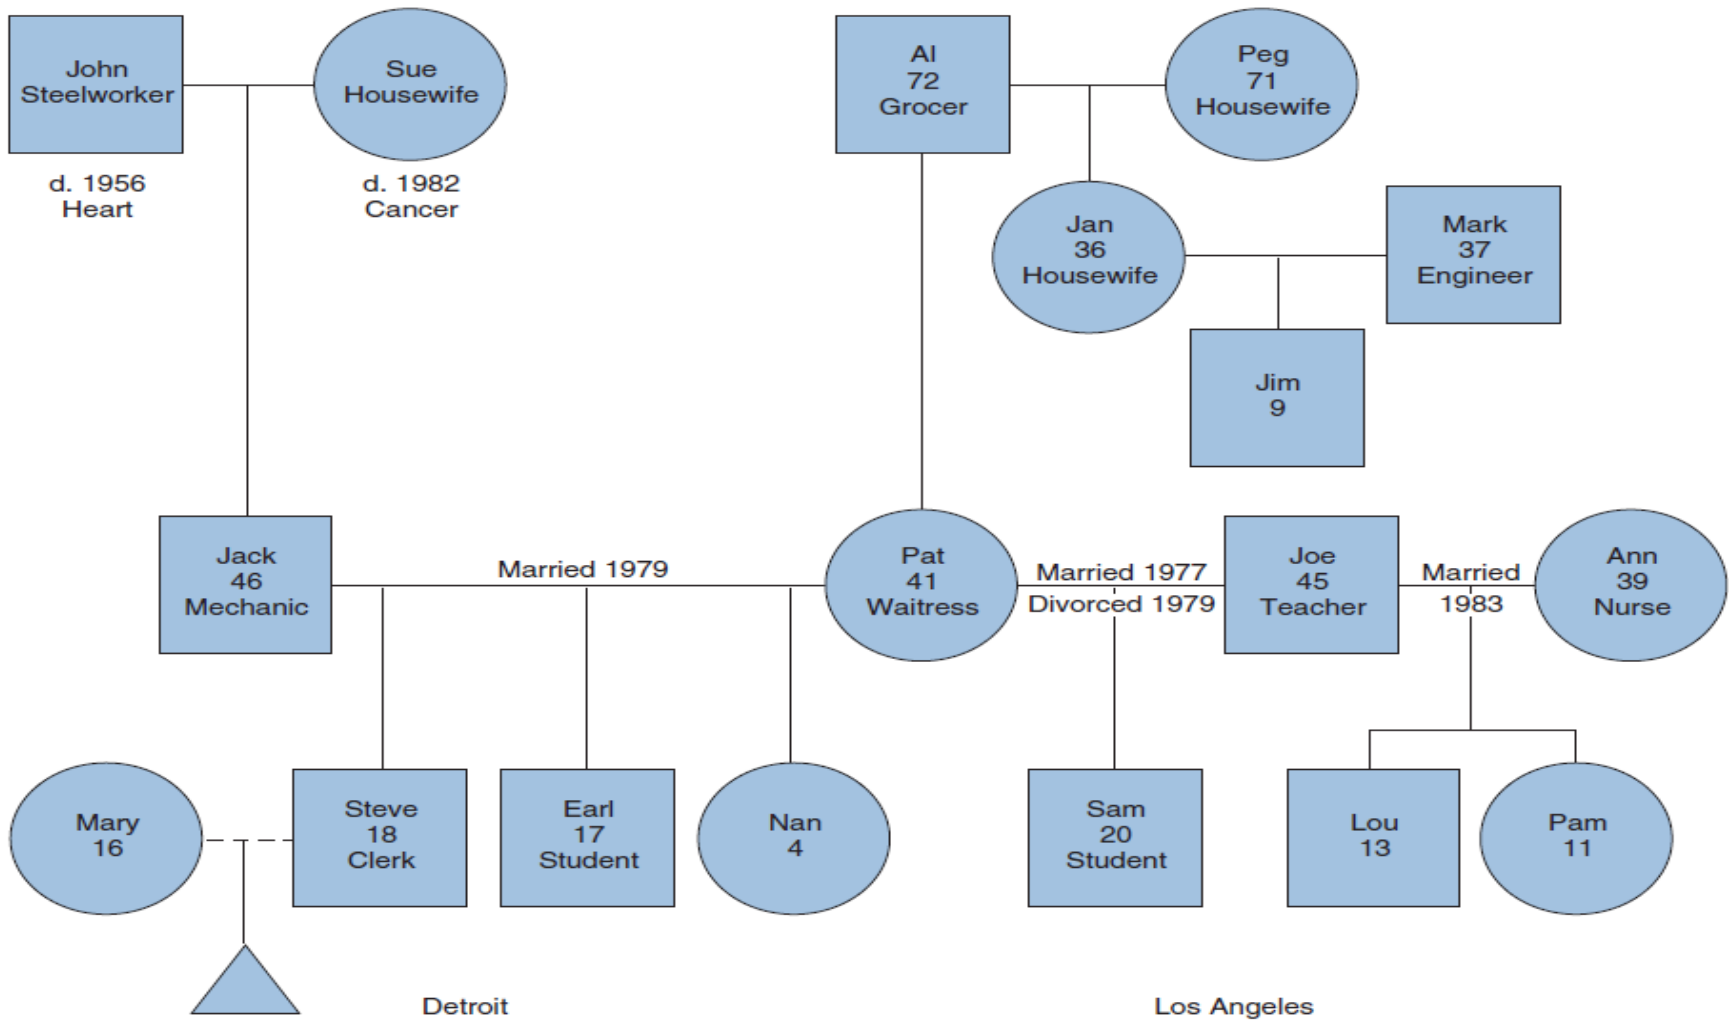 John
Steelworker
d. 1956
Heart
Sue
Housewife
d. 1982
Cancer
Al
72
Grocer
Peg
71
Housewife
Jan
36
Housewife
Mark
37
Engineer
Jim
9
Jack
46
Mechanic
Married 1979
Pat
41
Waitress
Married 1977
Divorced 1979
Joe
45
Teacher
Married
1983
Ann
39
Nurse
Mary
16
Steve
18
Clerk
Earl
17
Student
Nan
4
Sam
20
Student
Lou
13
Pam
11
Detroit
Los Angeles